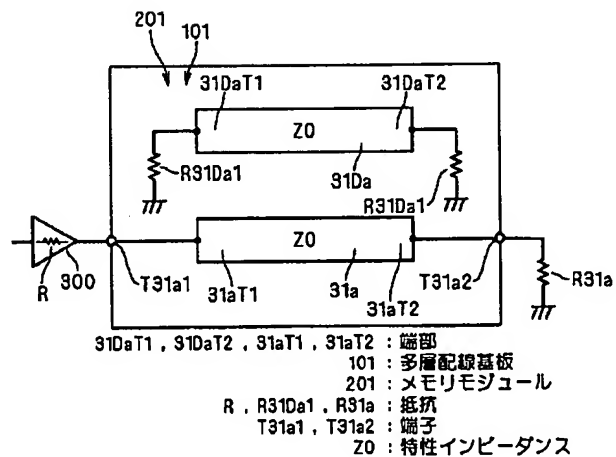 201 101
31DaT1 31DaT2
Z0
R31Da1 31Da R31Da1
Z0
R 300 T31a1 31aT1 31a 31aT2 T31a2 R31a
31DaT1 , 31DaT2 , 31aT1 , 31aT2 : 端部
101 : 多層配線基板
201 : メモリモジュール
R , R31Da1 , R31a : 抵抗
T31a1 , T31a2 : 端子
Z0 : 特性インピーダンス